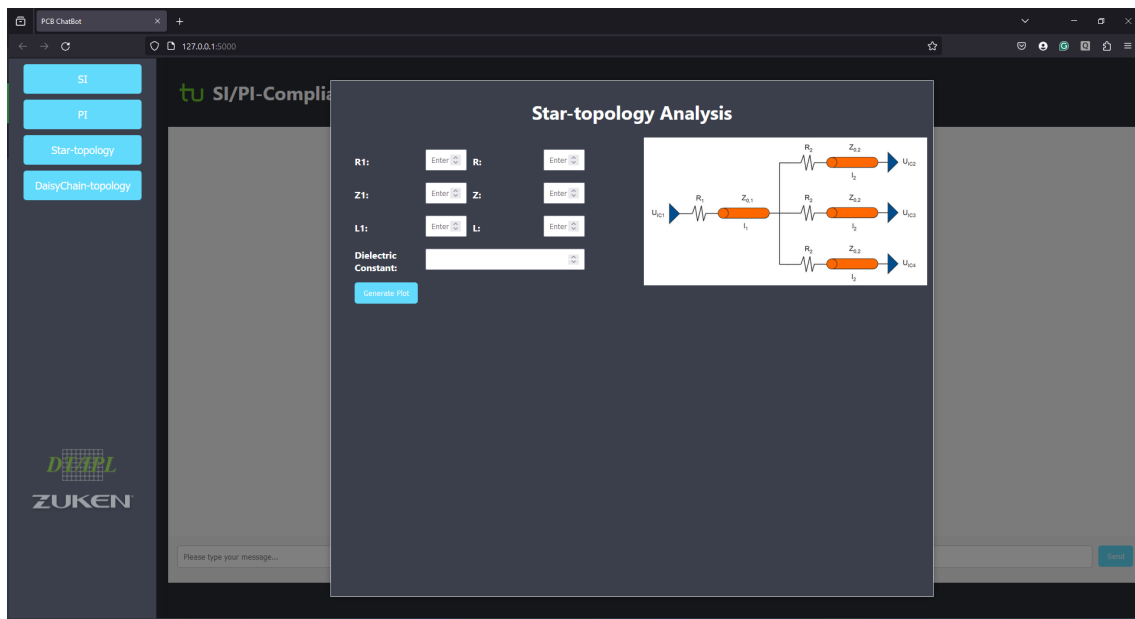 PCB ChatBot
127.0.0.1:5000
SI
PI
Star-topology
DaisyChain-topology
DTIPL
ZUKEN
tu SI/PI-Complia
Star-topology Analysis
R1: Enter R: Enter
Z1: Enter Z: Enter
L1: Enter L: Enter
Dielectric
Constant:
Generate Plot
R2 Z0,2
UIC2
l2
R1 Z0,1 R2 Z0,2
UIC1 UIC3
l1 l2
R2 Z0,2
UIC4
l2
Please type your message... Send